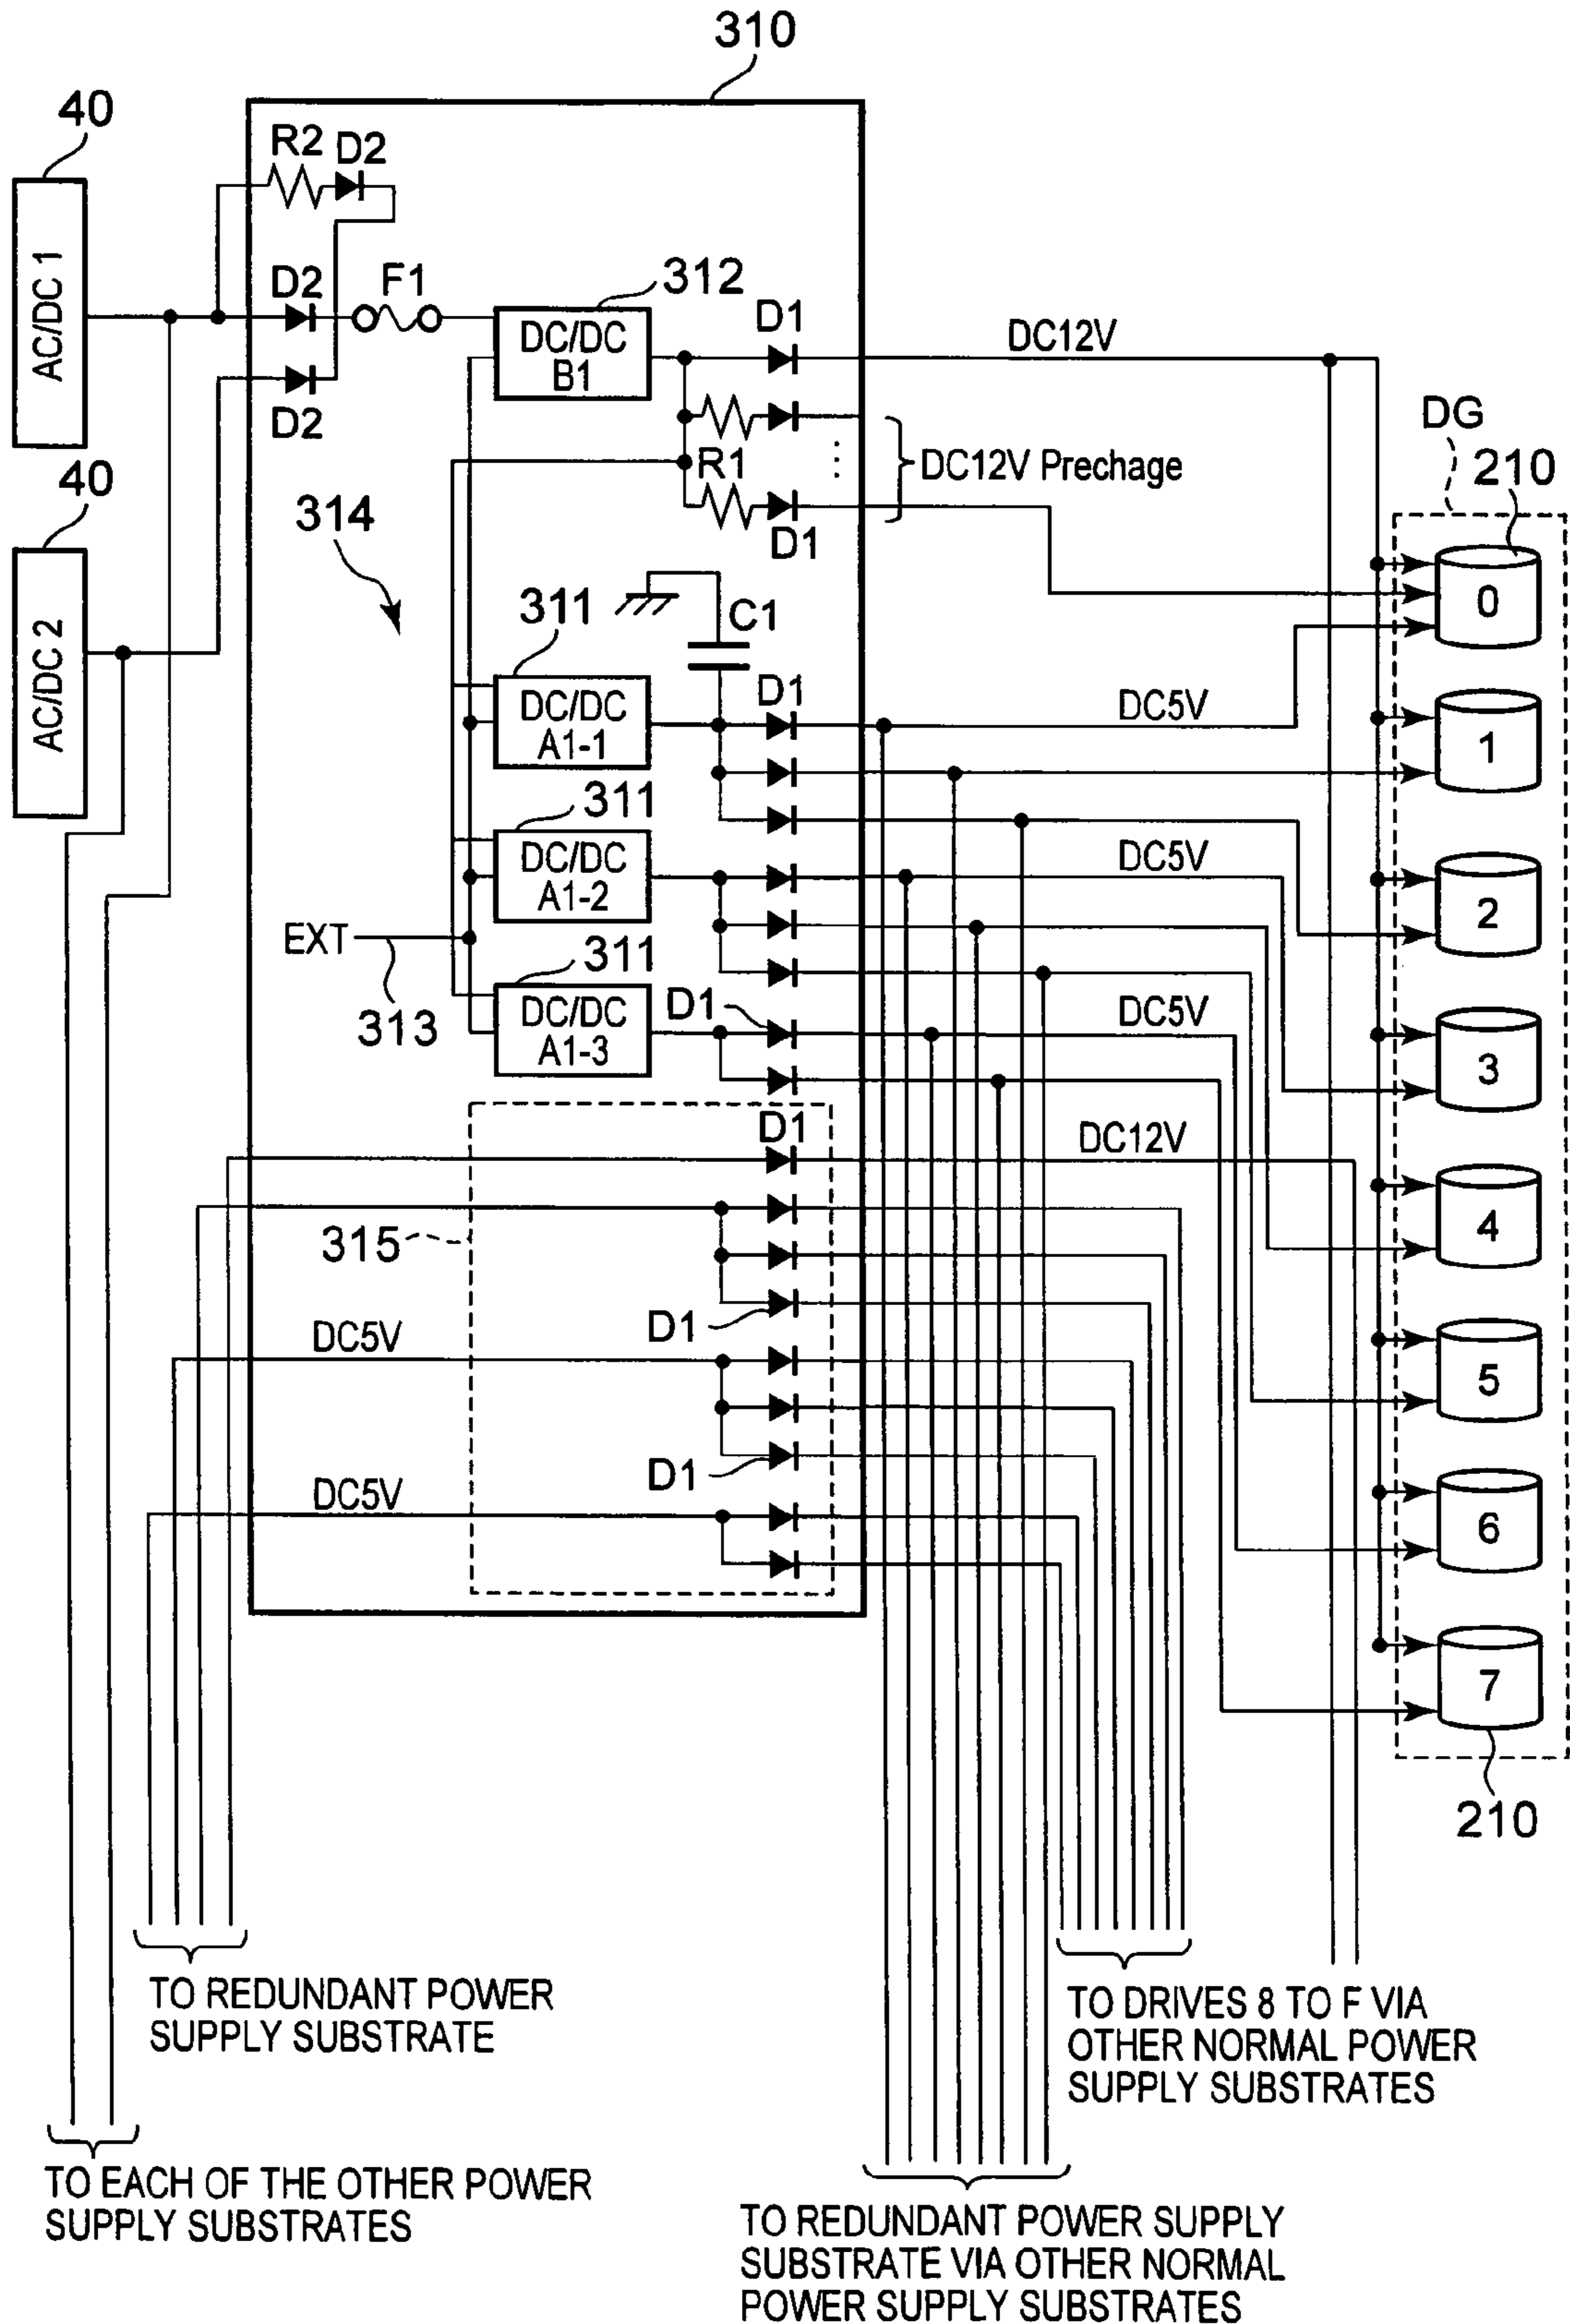 310
40
R2
D2
AC/DC 1
D2
F1
312
DC/DC
B1
D1
DC12V
D2
R1
DC12V Prechage
D1
DG
210
40
314
AC/DC 2
311
C1
0
DC/DC
A1-1
D1
DC5V
1
311
DC/DC
A1-2
DC5V
2
EXT
313
311
DC/DC
A1-3
D1
DC5V
3
D1
DC12V
315
4
D1
DC5V
5
D1
DC5V
6
7
210
TO REDUNDANT POWER
SUPPLY SUBSTRATE
TO DRIVES 8 TO F VIA
OTHER NORMAL POWER
SUPPLY SUBSTRATES
TO EACH OF THE OTHER POWER
SUPPLY SUBSTRATES
TO REDUNDANT POWER SUPPLY
SUBSTRATE VIA OTHER NORMAL
POWER SUPPLY SUBSTRATES